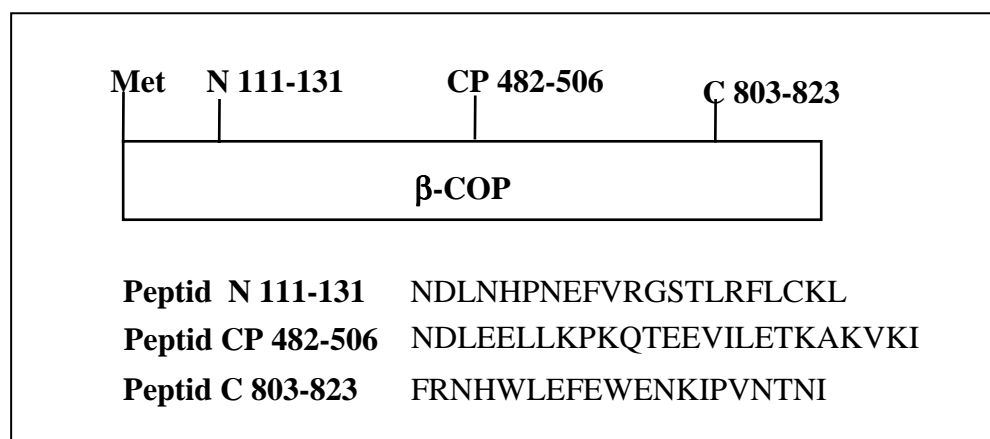 Met N 111-131 CP 482-506 C 803-823
β-COP
Peptid N 111-131 NDLNHPNEFVRGSTLRFLCKL
Peptid CP 482-506 NDLEELLKPKQTEEVILETKAKVKI
Peptid C 803-823 FRNHWLEFEWENKIPVNTNI